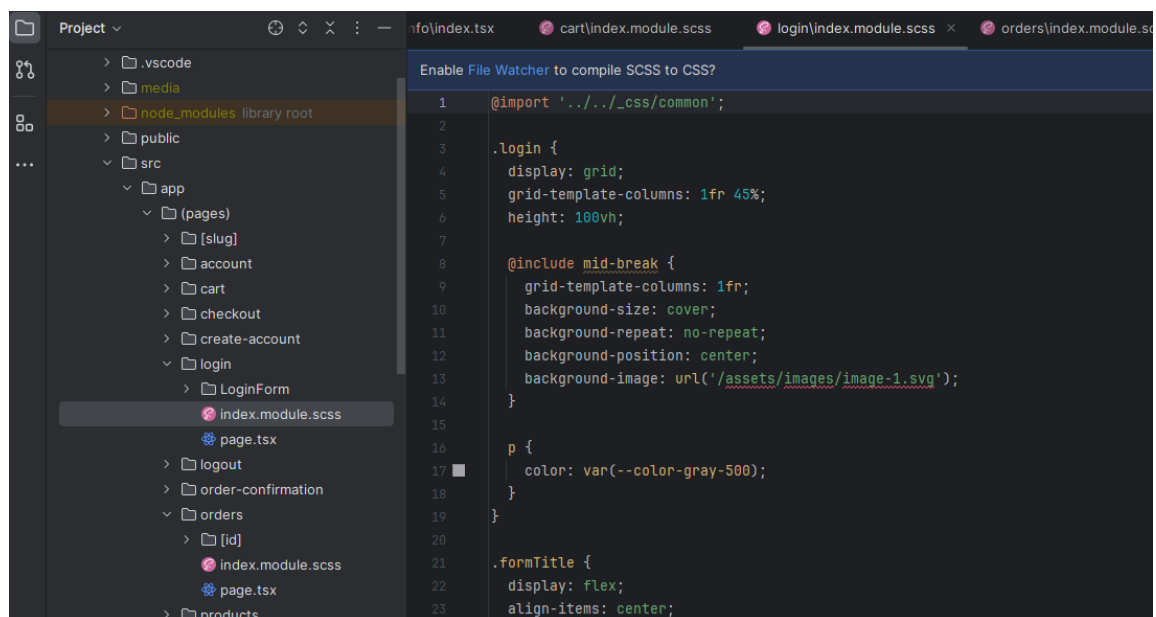 Project
.vscode
media
node_modules library root
public
src
app
(pages)
[slug]
account
cart
checkout
create-account
login
LoginForm
index.module.scss
page.tsx
logout
order-confirmation
orders
[id]
index.module.scss
page.tsx
products
nfo\index.tsx cart\index.module.scss login\index.module.scss × orders\index.module.sc
Enable File Watcher to compile SCSS to CSS?
1 @import '../../_css/common';
2
3 .login {
4 display: grid;
5 grid-template-columns: 1fr 45%;
6 height: 100vh;
7
8 @include mid-break {
9 grid-template-columns: 1fr;
10 background-size: cover;
11 background-repeat: no-repeat;
12 background-position: center;
13 background-image: url('/assets/images/image-1.svg');
14 }
15
16 p {
17 color: var(--color-gray-500);
18 }
19 }
20
21 .formTitle {
22 display: flex;
23 align-items: center;